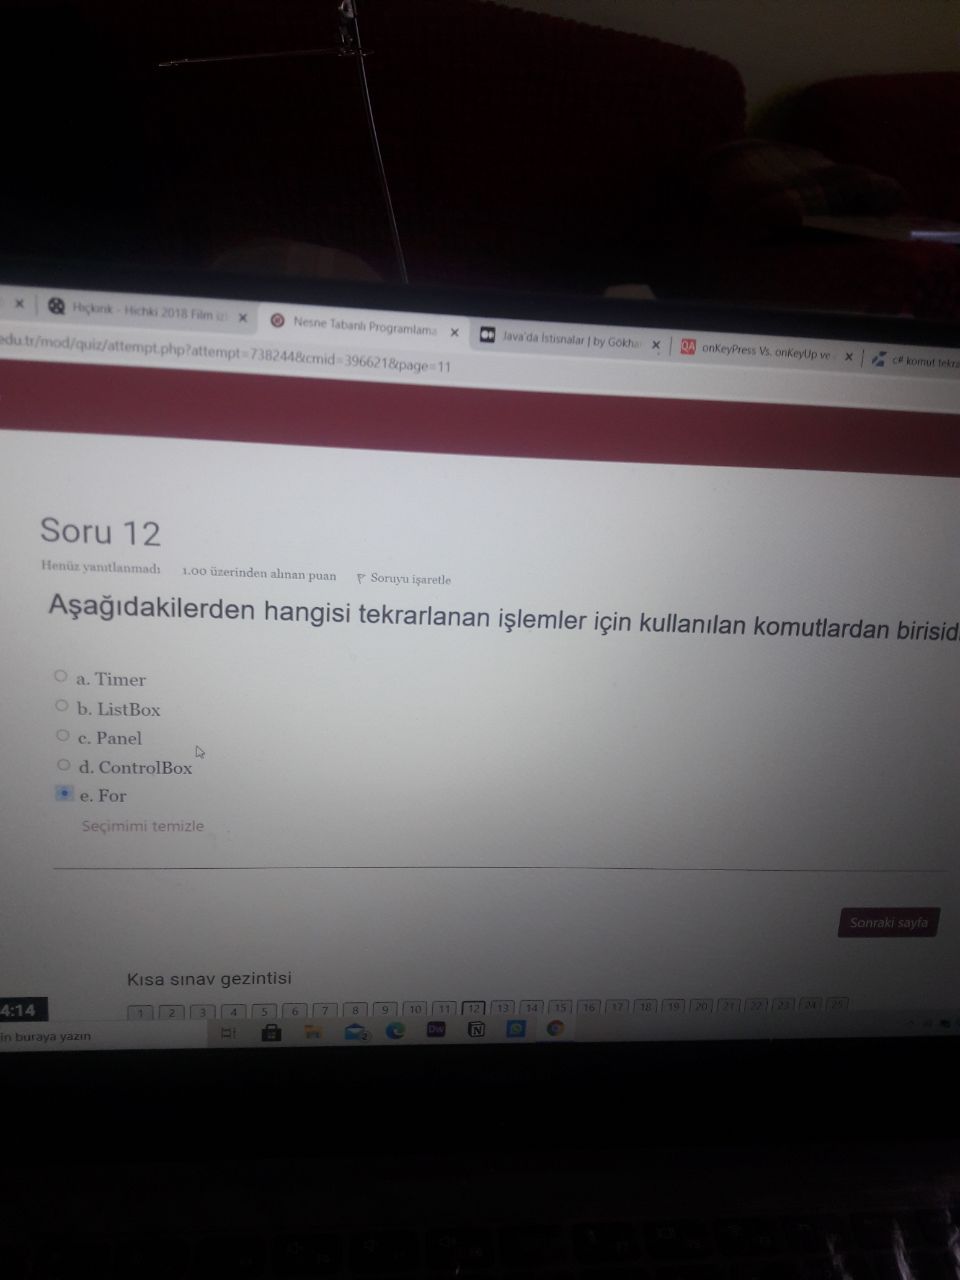 Hıçkırık - Hichki 2018 Film izl
Nesne Tabanlı Programlama
Java'da İstisnalar | by Gökha
QA onKeyPress Vs. onKeyUp ve
c# komut tekra
edu.tr/mod/quiz/attempt.php?attempt=738244&cmid=396621&page=11
Soru 12
Henüz yanıtlanmadı 1.00 üzerinden alınan puan Soruyu işaretle
Aşağıdakilerden hangisi tekrarlanan işlemler için kullanılan komutlardan birisid
a. Timer
b. ListBox
c. Panel
d. ControlBox
e. For
Seçimimi temizle
Sonraki sayfa
Kısa sınav gezintisi
4:14
1 2 3 4 5 6 7 8 9 10 11 12 13 14 15 16 17 18 19 20 21 22 23 24 25
in buraya yazın
2
Dw
N